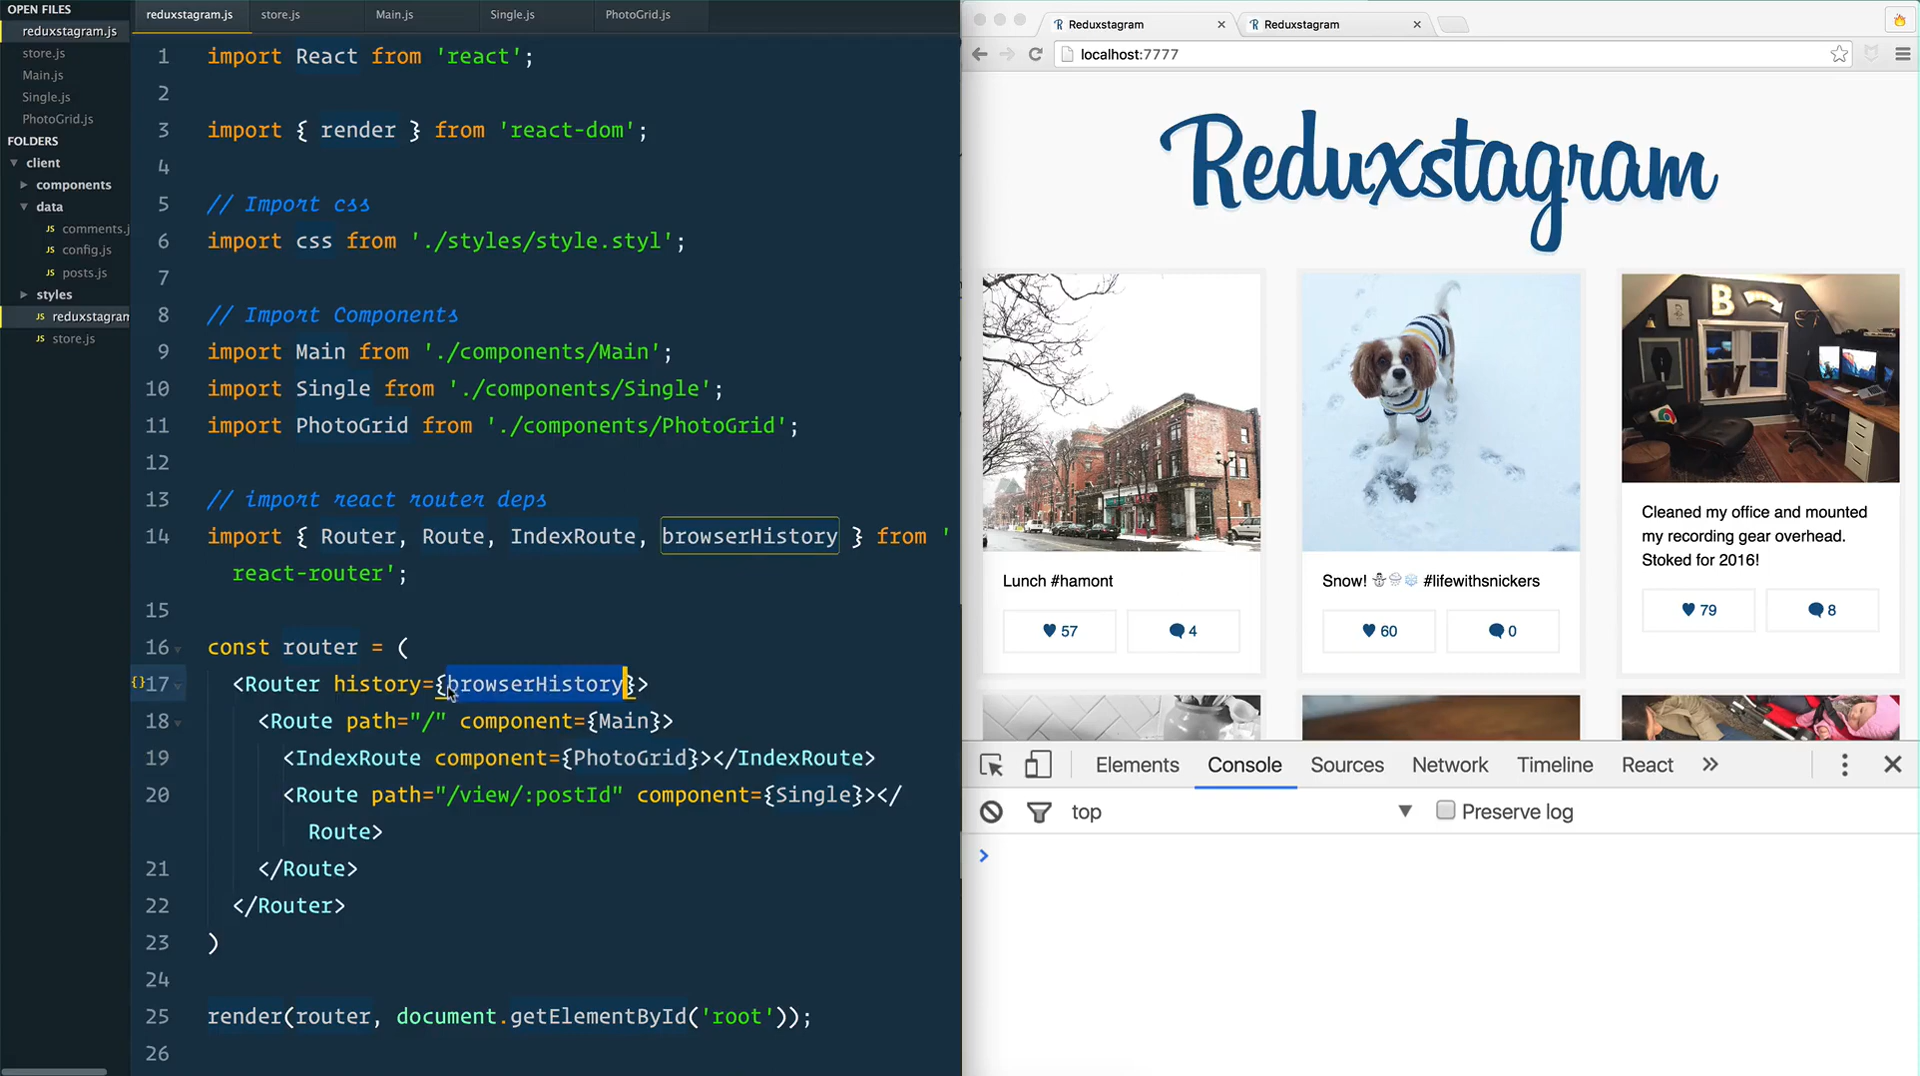 OPEN FILES
reduxstagram.js
store.js
Main.js
Single.js
PhotoGrid.js
FOLDERS
client
components
data
comments.j
config.js
posts.js
styles
reduxstagram
store.js
reduxstagram.js store.js Main.js Single.js PhotoGrid.js
1 import React from 'react';
2
3 import { render } from 'react-dom';
4
5 // Import css
6 import css from './styles/style.styl';
7
8 // Import Components
9 import Main from './components/Main';
10 import Single from './components/Single';
11 import PhotoGrid from './components/PhotoGrid';
12
13 // import react router deps
14 import { Router, Route, IndexRoute, browserHistory } from '
react-router';
15
16 const router = (
{}17 <Router history={browserHistory}>
18 <Route path="/" component={Main}>
19 <IndexRoute component={PhotoGrid}></IndexRoute>
20 <Route path="/view/:postId" component={Single}></
Route>
21 </Route>
22 </Router>
23 )
24
25 render(router, document.getElementById('root'));
26
Reduxstagram Reduxstagram
localhost:7777
Reduxstagram
B
Lunch #hamont
57 4
Snow! ☃🌨❄ #lifewithsnickers
60 0
Cleaned my office and mounted
my recording gear overhead.
Stoked for 2016!
79 8
Elements Console Sources Network Timeline React »
top Preserve log
>